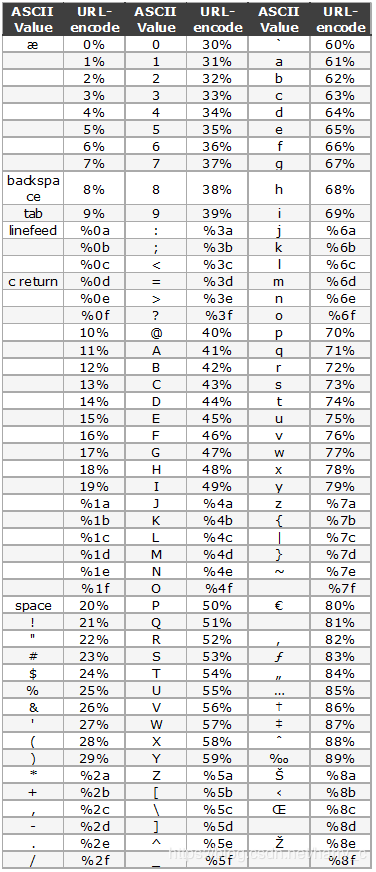 ASCII Value URL-encode ASCII Value URL-encode ASCII Value URL-encode
æ 0% 0 30% ` 60%
1% 1 31% a 61%
2% 2 32% b 62%
3% 3 33% c 63%
4% 4 34% d 64%
5% 5 35% e 65%
6% 6 36% f 66%
7% 7 37% g 67%
backspace 8% 8 38% h 68%
tab 9% 9 39% i 69%
linefeed %0a : %3a j %6a
%0b ; %3b k %6b
%0c < %3c l %6c
c return %0d = %3d m %6d
%0e > %3e n %6e
%0f ? %3f o %6f
10% @ 40% p 70%
11% A 41% q 71%
12% B 42% r 72%
13% C 43% s 73%
14% D 44% t 74%
15% E 45% u 75%
16% F 46% v 76%
17% G 47% w 77%
18% H 48% x 78%
19% I 49% y 79%
%1a J %4a z %7a
%1b K %4b { %7b
%1c L %4c | %7c
%1d M %4d } %7d
%1e N %4e ~ %7e
%1f O %4f %7f
space 20% P 50% € 80%
! 21% Q 51% 81%
" 22% R 52% ‚ 82%
# 23% S 53% ƒ 83%
$ 24% T 54% „ 84%
% 25% U 55% … 85%
& 26% V 56% † 86%
' 27% W 57% ‡ 87%
( 28% X 58% ˆ 88%
) 29% Y 59% ‰ 89%
* %2a Z %5a Š %8a
+ %2b [ %5b ‹ %8b
, %2c \ %5c Œ %8c
- %2d ] %5d %8d
. %2e ^ %5e Ž %8e
/ %2f _ %5f %8f